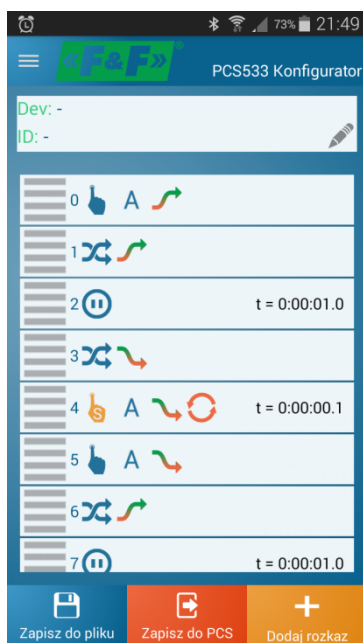 73% 21:49
«F&F»®
PCS533 Konfigurator
Dev: -
ID: -
0 A
1
2 t = 0:00:01.0
3
4 S A t = 0:00:00.1
5 A
6
7 t = 0:00:01.0
Zapisz do pliku Zapisz do PCS Dodaj rozkaz